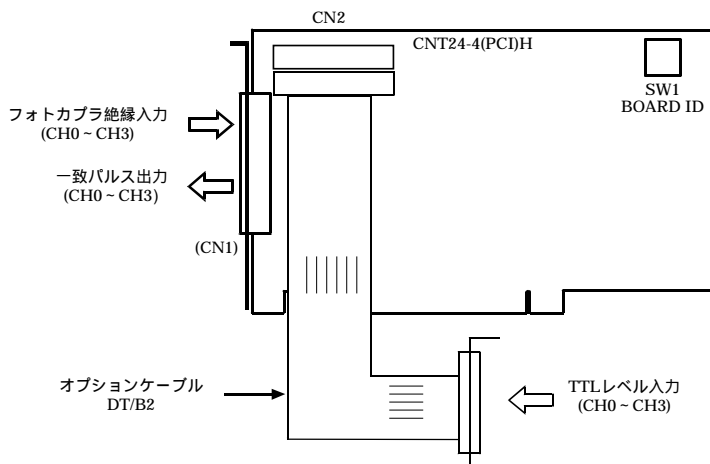 CN2
CNT24-4(PCI)H
SW1
BOARD ID
フォトカプラ絶縁入力
(CH0 ~ CH3)
一致パルス出力
(CH0 ~ CH3)
(CN1)
オプションケーブル
DT/B2
TTLレベル入力
(CH0 ~ CH3)